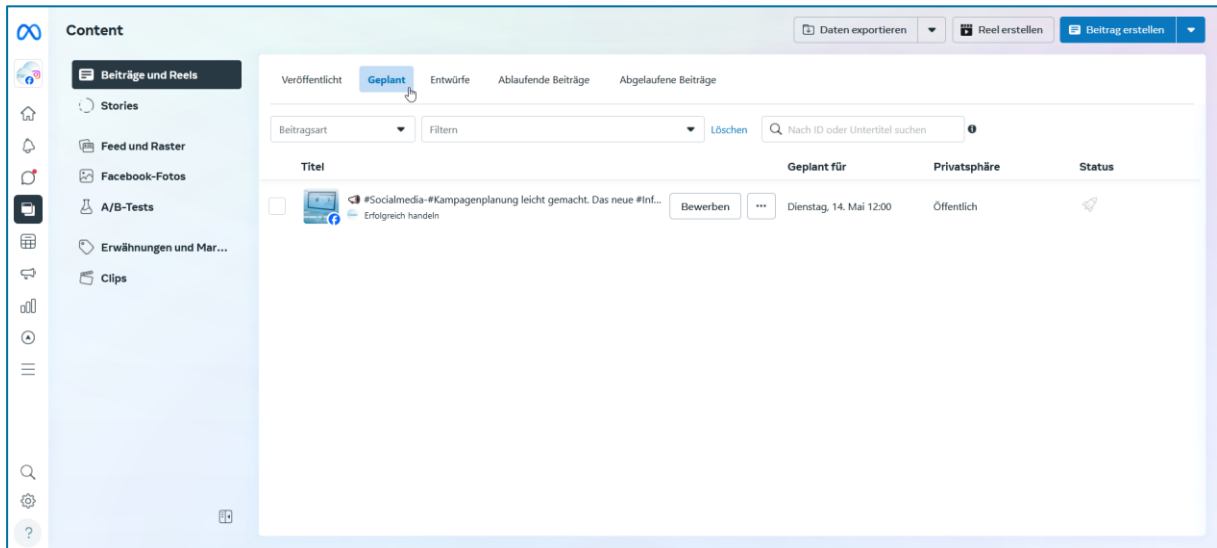 Content
Daten exportieren
Reel erstellen
Beitrag erstellen
Beiträge und Reels
Stories
Feed und Raster
Facebook-Fotos
A/B-Tests
Erwähnungen und Mar...
Clips
Veröffentlicht Geplant Entwürfe Ablaufende Beiträge Abgelaufene Beiträge
Beitragsart Filtern Löschen Nach ID oder Untertitel suchen
Titel Geplant für Privatsphäre Status
#Socialmedia-#Kampagenplanung leicht gemacht. Das neue #Inf...
Erfolgreich handeln
Bewerben ... Dienstag, 14. Mai 12:00 Öffentlich
?